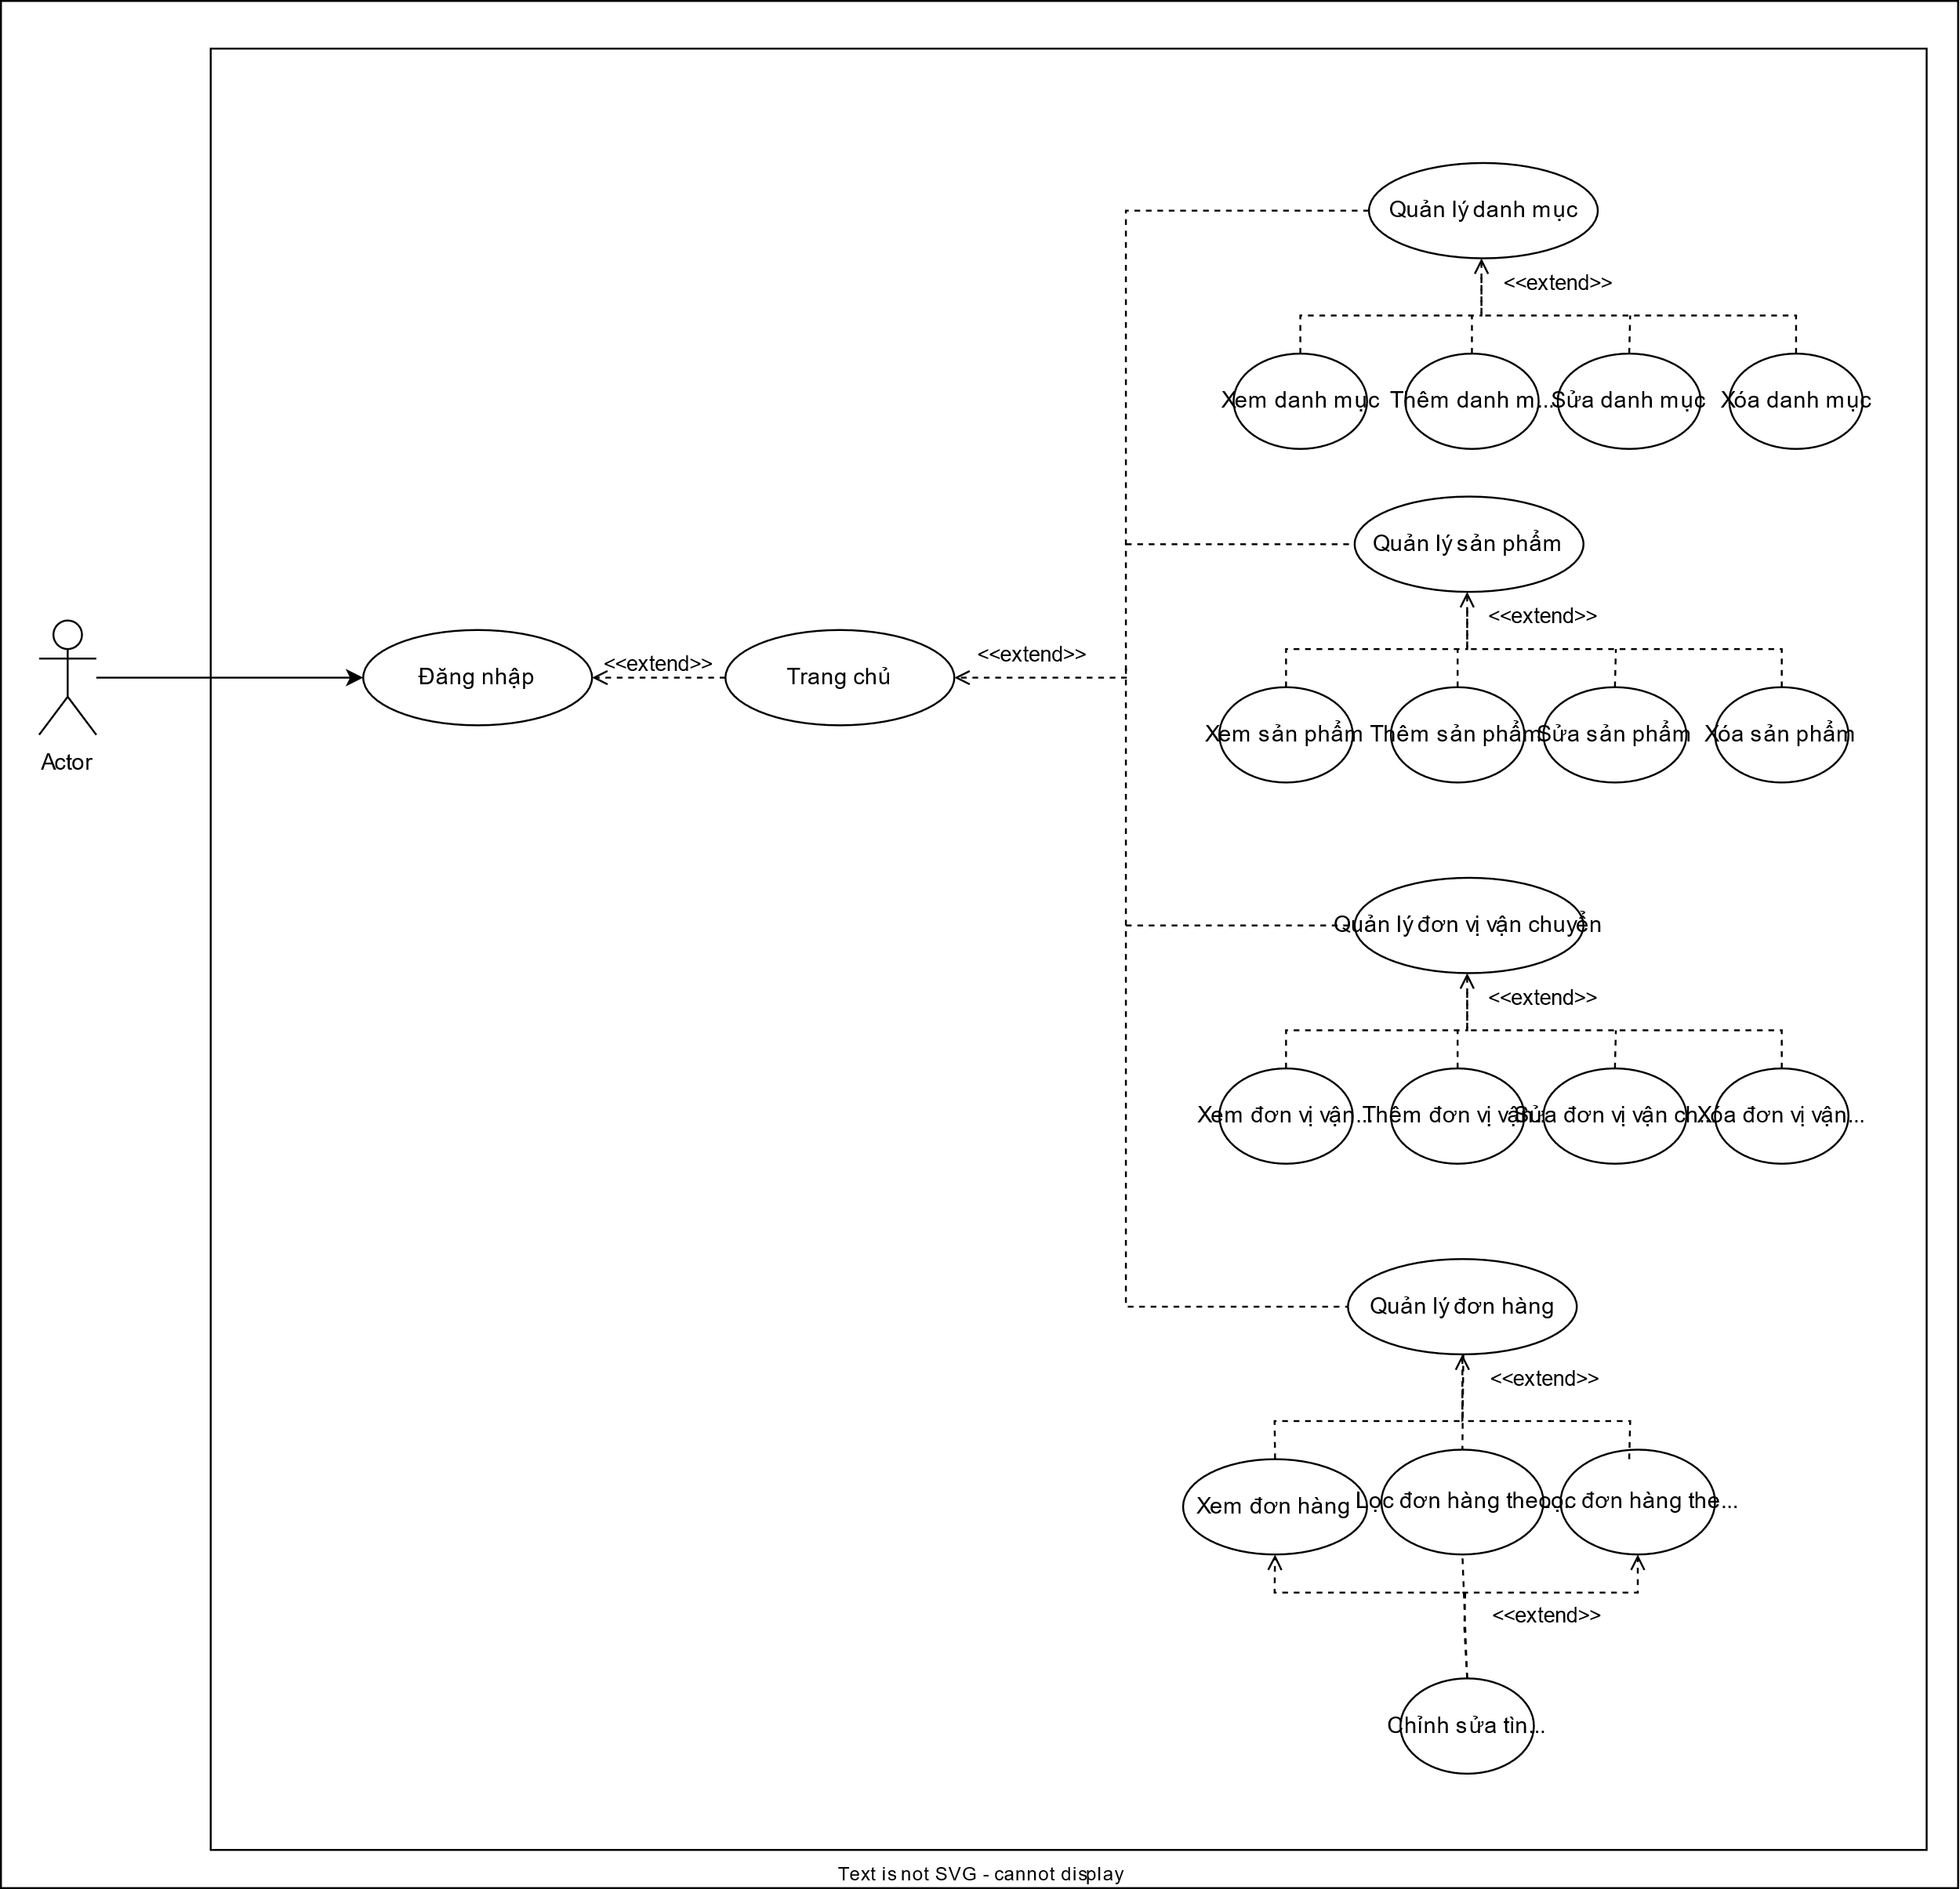 Quản lý danh mục
<<extend>>
Xem danh mục
Thêm danh m...
Sửa danh mục
Xóa danh mục
Quản lý sản phẩm
<<extend>>
<<extend>>
<<extend>>
Đăng nhập
Trang chủ
Xem sản phẩm
Thêm sản phẩm
Sửa sản phẩm
Xóa sản phẩm
Actor
Quản lý đơn vị vận chuyển
<<extend>>
Xem đơn vị vận...
Thêm đơn vị vận...
Sửa đơn vị vận ch...
Xóa đơn vị vận...
Quản lý đơn hàng
<<extend>>
Xem đơn hàng
Lọc đơn hàng theo...
Lọc đơn hàng the...
<<extend>>
Chỉnh sửa tìn...
Text is not SVG - cannot display